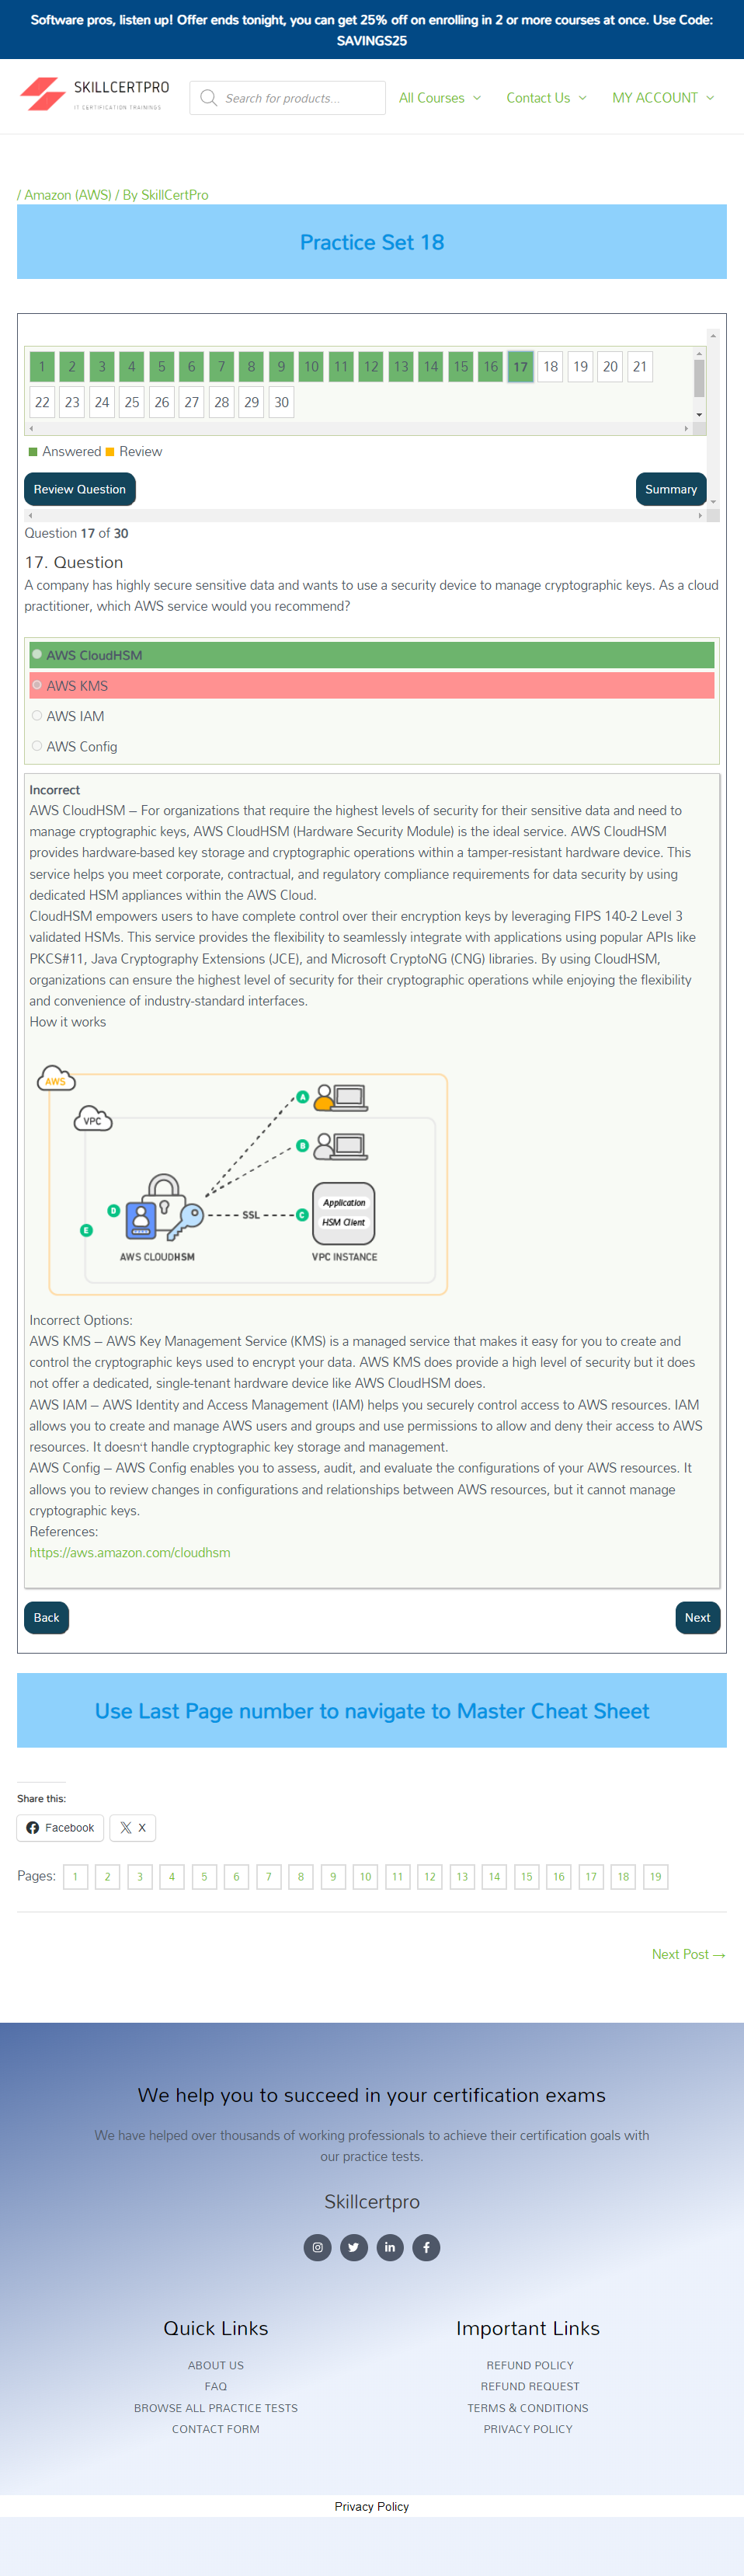 Software pros, listen up! Offer ends tonight, you can get 25% off on enrolling in 2 or more courses at once. Use Code:
SAVINGS25
SKILLCERTPRO
IT CERTIFICATION TRAININGS
Search for products...
All Courses
Contact Us
MY ACCOUNT
/ Amazon (AWS) / By SkillCertPro
Practice Set 18
1 2 3 4 5 6 7 8 9 10 11 12 13 14 15 16 17 18 19 20 21
22 23 24 25 26 27 28 29 30
Answered Review
Review Question
Summary
Question 17 of 30
17. Question
A company has highly secure sensitive data and wants to use a security device to manage cryptographic keys. As a cloud
practitioner, which AWS service would you recommend?
AWS CloudHSM
AWS KMS
AWS IAM
AWS Config
Incorrect
AWS CloudHSM – For organizations that require the highest levels of security for their sensitive data and need to
manage cryptographic keys, AWS CloudHSM (Hardware Security Module) is the ideal service. AWS CloudHSM
provides hardware-based key storage and cryptographic operations within a tamper-resistant hardware device. This
service helps you meet corporate, contractual, and regulatory compliance requirements for data security by using
dedicated HSM appliances within the AWS Cloud.
CloudHSM empowers users to have complete control over their encryption keys by leveraging FIPS 140-2 Level 3
validated HSMs. This service provides the flexibility to seamlessly integrate with applications using popular APIs like
PKCS#11, Java Cryptography Extensions (JCE), and Microsoft CryptoNG (CNG) libraries. By using CloudHSM,
organizations can ensure the highest level of security for their cryptographic operations while enjoying the flexibility
and convenience of industry-standard interfaces.
How it works
AWS
VPC
A
B
C
D
E
SSL
Application
HSM Client
AWS CLOUDHSM
VPC INSTANCE
Incorrect Options:
AWS KMS – AWS Key Management Service (KMS) is a managed service that makes it easy for you to create and
control the cryptographic keys used to encrypt your data. AWS KMS does provide a high level of security but it does
not offer a dedicated, single-tenant hardware device like AWS CloudHSM does.
AWS IAM – AWS Identity and Access Management (IAM) helps you securely control access to AWS resources. IAM
allows you to create and manage AWS users and groups and use permissions to allow and deny their access to AWS
resources. It doesn't handle cryptographic key storage and management.
AWS Config – AWS Config enables you to assess, audit, and evaluate the configurations of your AWS resources. It
allows you to review changes in configurations and relationships between AWS resources, but it cannot manage
cryptographic keys.
References:
https://aws.amazon.com/cloudhsm
Back
Next
Use Last Page number to navigate to Master Cheat Sheet
Share this:
Facebook
X
Pages: 1 2 3 4 5 6 7 8 9 10 11 12 13 14 15 16 17 18 19
Next Post →
We help you to succeed in your certification exams
We have helped over thousands of working professionals to achieve their certification goals with
our practice tests.
Skillcertpro
Quick Links
ABOUT US
FAQ
BROWSE ALL PRACTICE TESTS
CONTACT FORM
Important Links
REFUND POLICY
REFUND REQUEST
TERMS & CONDITIONS
PRIVACY POLICY
Privacy Policy